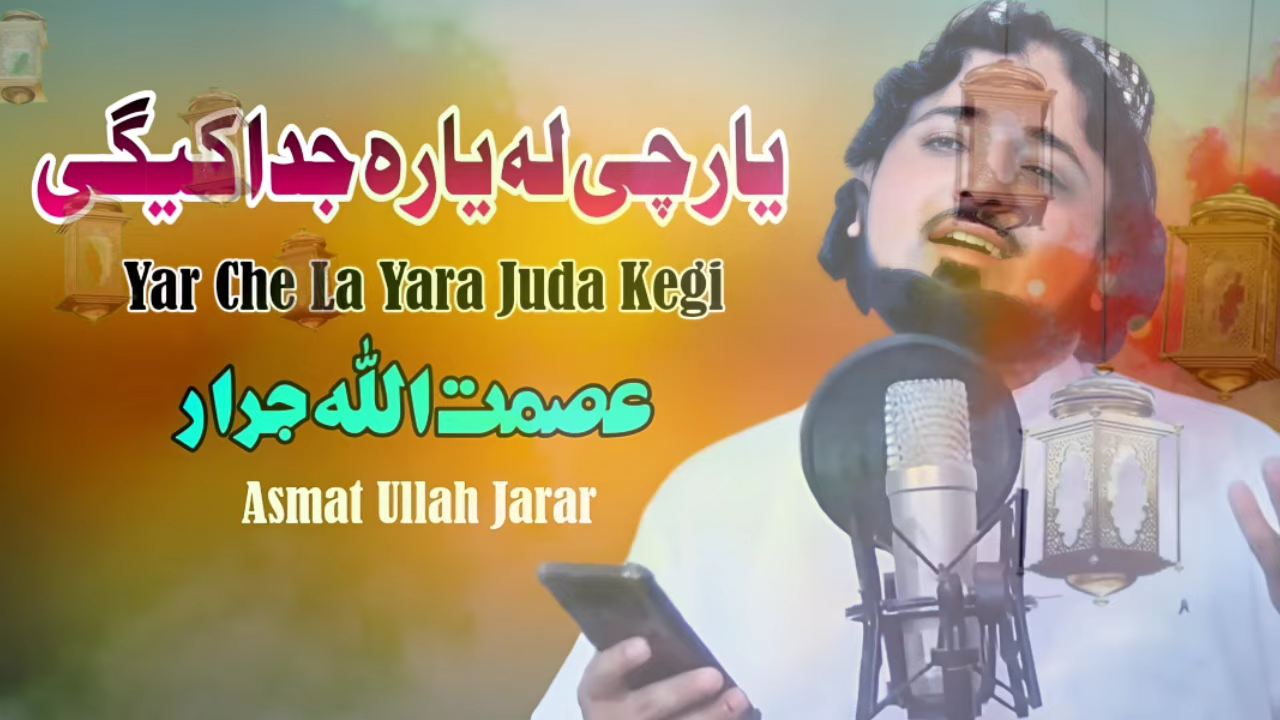 یار چی له یاره جدا کیگی
Yar Che La Yara Juda Kegi
عصمت الله جرار
Asmat Ullah Jarar